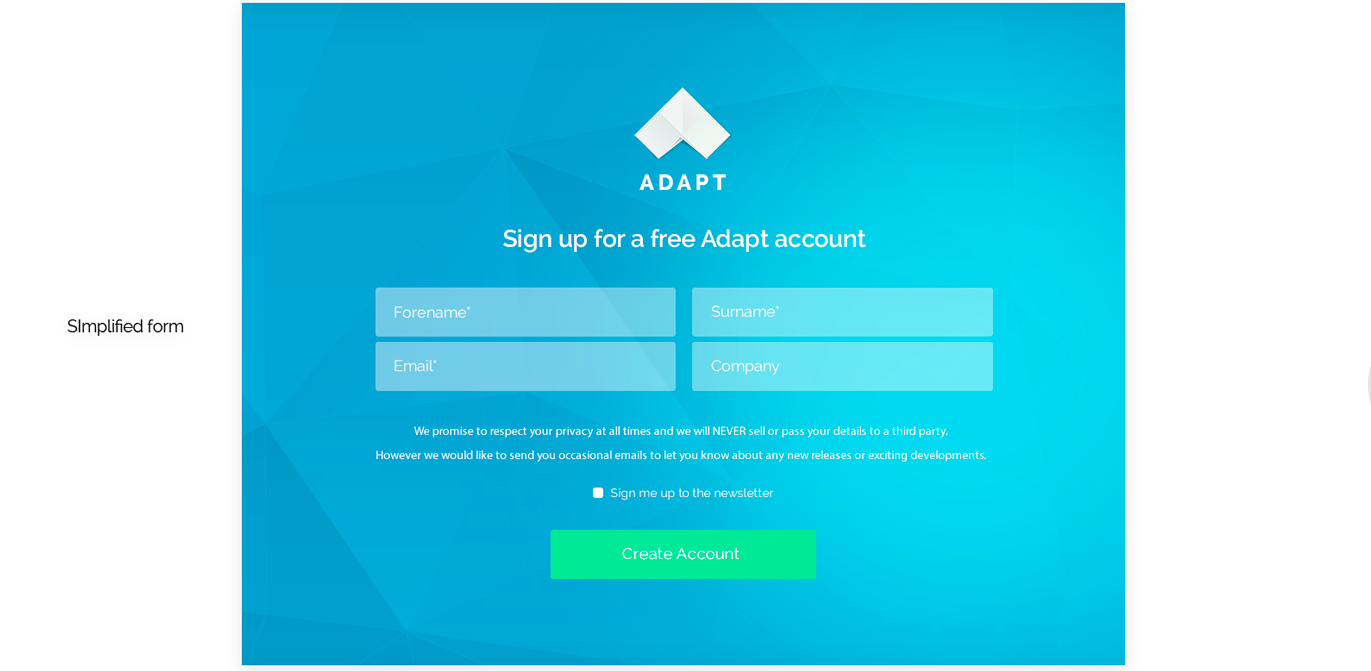 ADAPT
Sign up for a free Adapt account
Forename*
Surname*
SImplified form
Email*
Company
We promise to respect your privacy at all times and we will NEVER sell or pass your details to a third party.
However we would like to send you occasional emails to let you know about any new releases or exciting developments.
Sign me up to the newsletter
Create Account